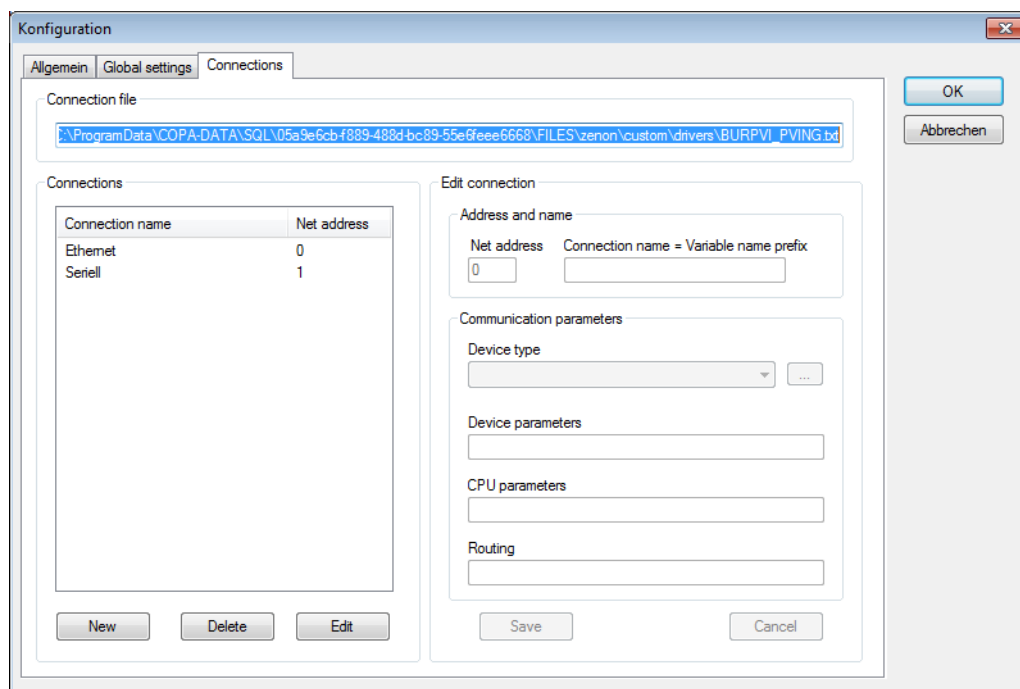 Konfiguration
Allgemein Global settings Connections
OK
Abbrechen
Connection file
C:\ProgramData\COPA-DATA\SQL\05a9e6cb-f889-488d-bc89-55e6feee6668\FILES\zenon\custom\drivers\BURPVI_PVING.txt
Connections
Connection name Net address
Ethernet 0
Seriell 1
New Delete Edit
Edit connection
Address and name
Net address Connection name = Variable name prefix
0
Communication parameters
Device type
...
Device parameters
CPU parameters
Routing
Save Cancel